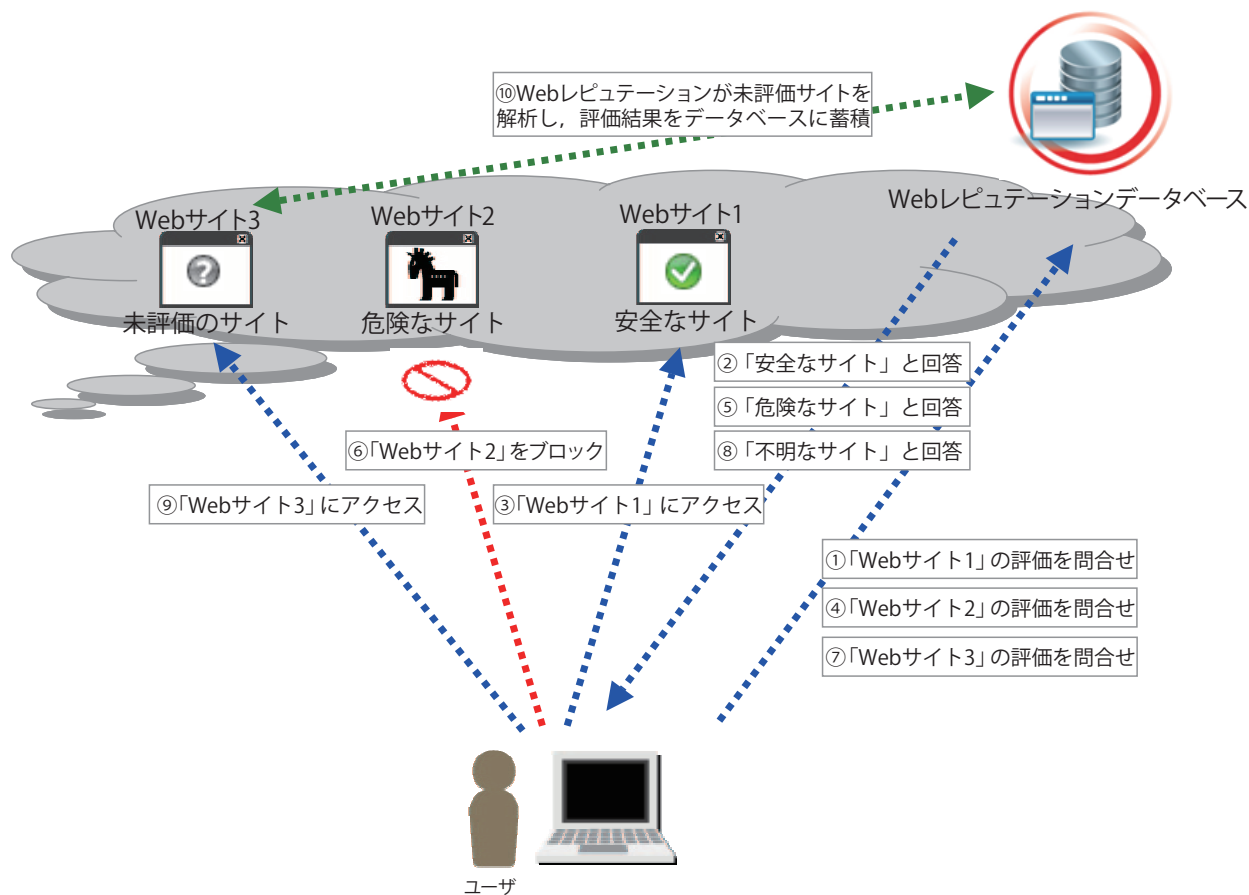 ⑩Webレピュテーションが未評価サイトを
解析し，評価結果をデータベースに蓄積
Webレピュテーションデータベース
Webサイト3
Webサイト2
Webサイト1
未評価のサイト
危険なサイト
安全なサイト
②「安全なサイト」と回答
⑤「危険なサイト」と回答
⑧「不明なサイト」と回答
⑥「Webサイト2」をブロック
⑨「Webサイト3」にアクセス
③「Webサイト1」にアクセス
①「Webサイト1」の評価を問合せ
④「Webサイト2」の評価を問合せ
⑦「Webサイト3」の評価を問合せ
ユーザ